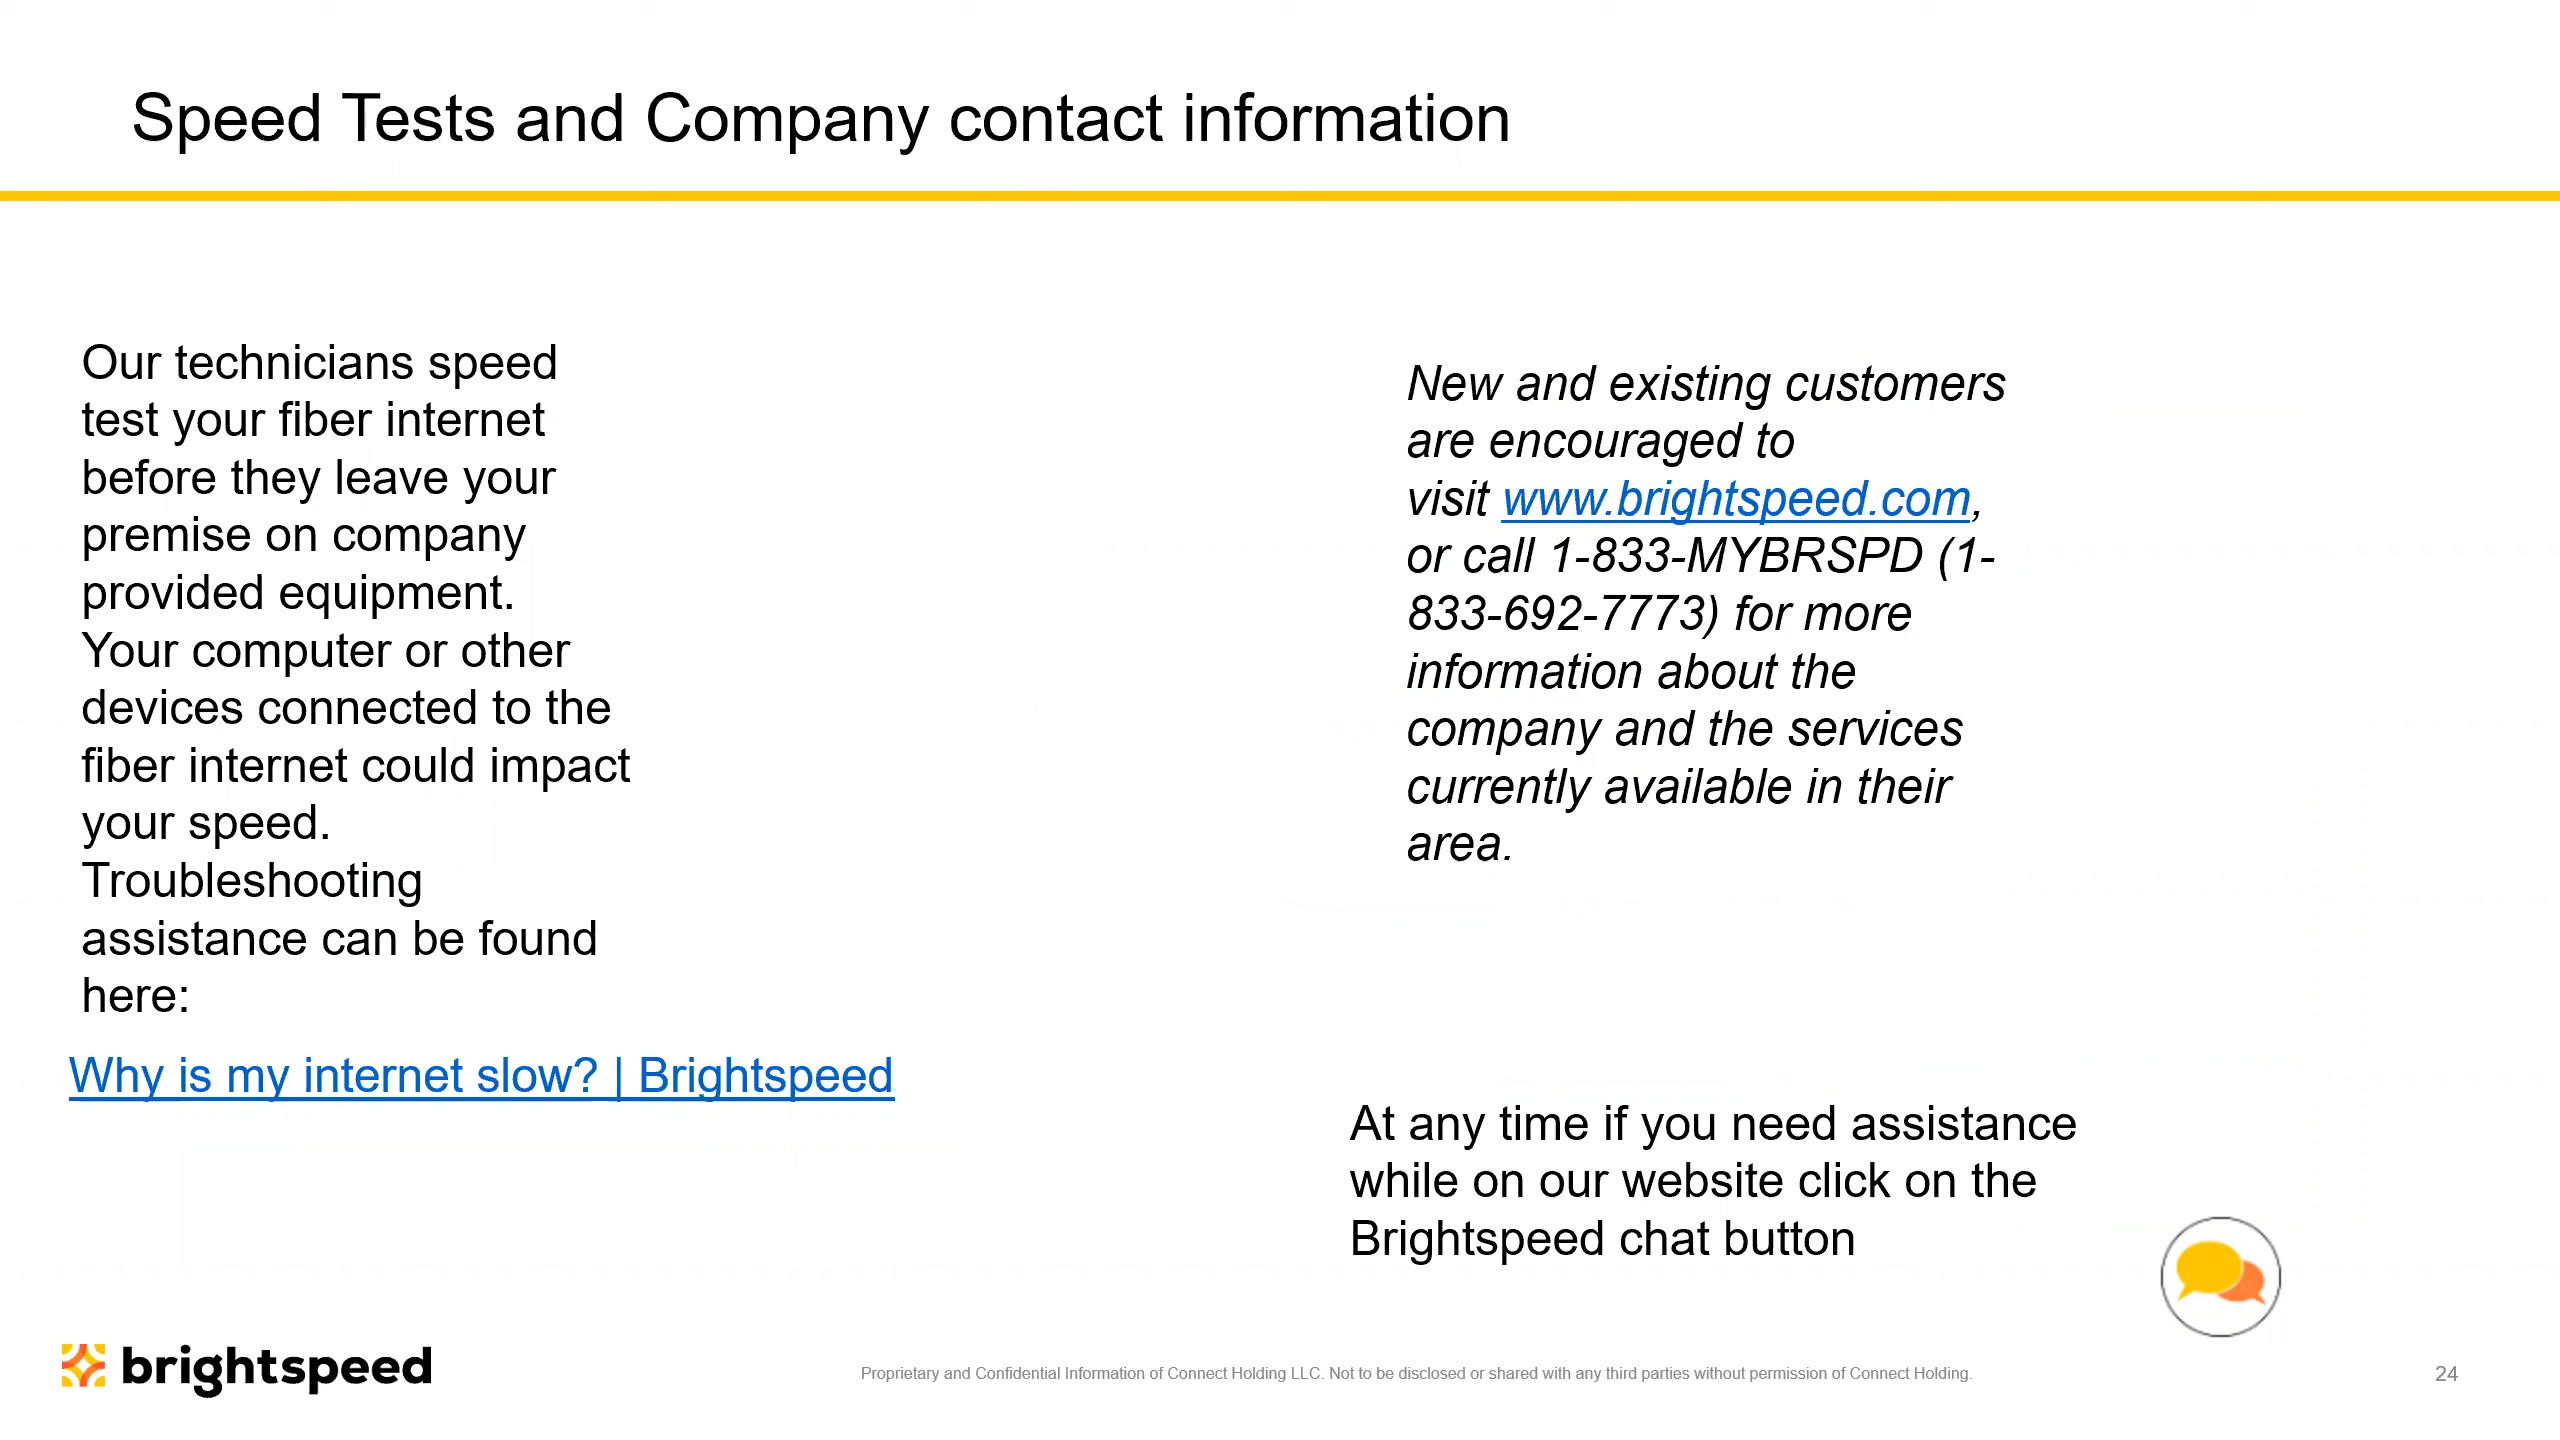 Speed Tests and Company contact information
Our technicians speed
test your fiber internet
before they leave your
premise on company
provided equipment.
Your computer or other
devices connected to the
fiber internet could impact
your speed.
Troubleshooting
assistance can be found
here:
Why is my internet slow? | Brightspeed
New and existing customers
are encouraged to
visit www.brightspeed.com,
or call 1-833-MYBRSPD (1-
833-692-7773) for more
information about the
company and the services
currently available in their
area.
At any time if you need assistance
while on our website click on the
Brightspeed chat button
brightspeed
Proprietary and Confidential Information of Connect Holding LLC. Not to be disclosed or shared with any third parties without permission of Connect Holding.
24